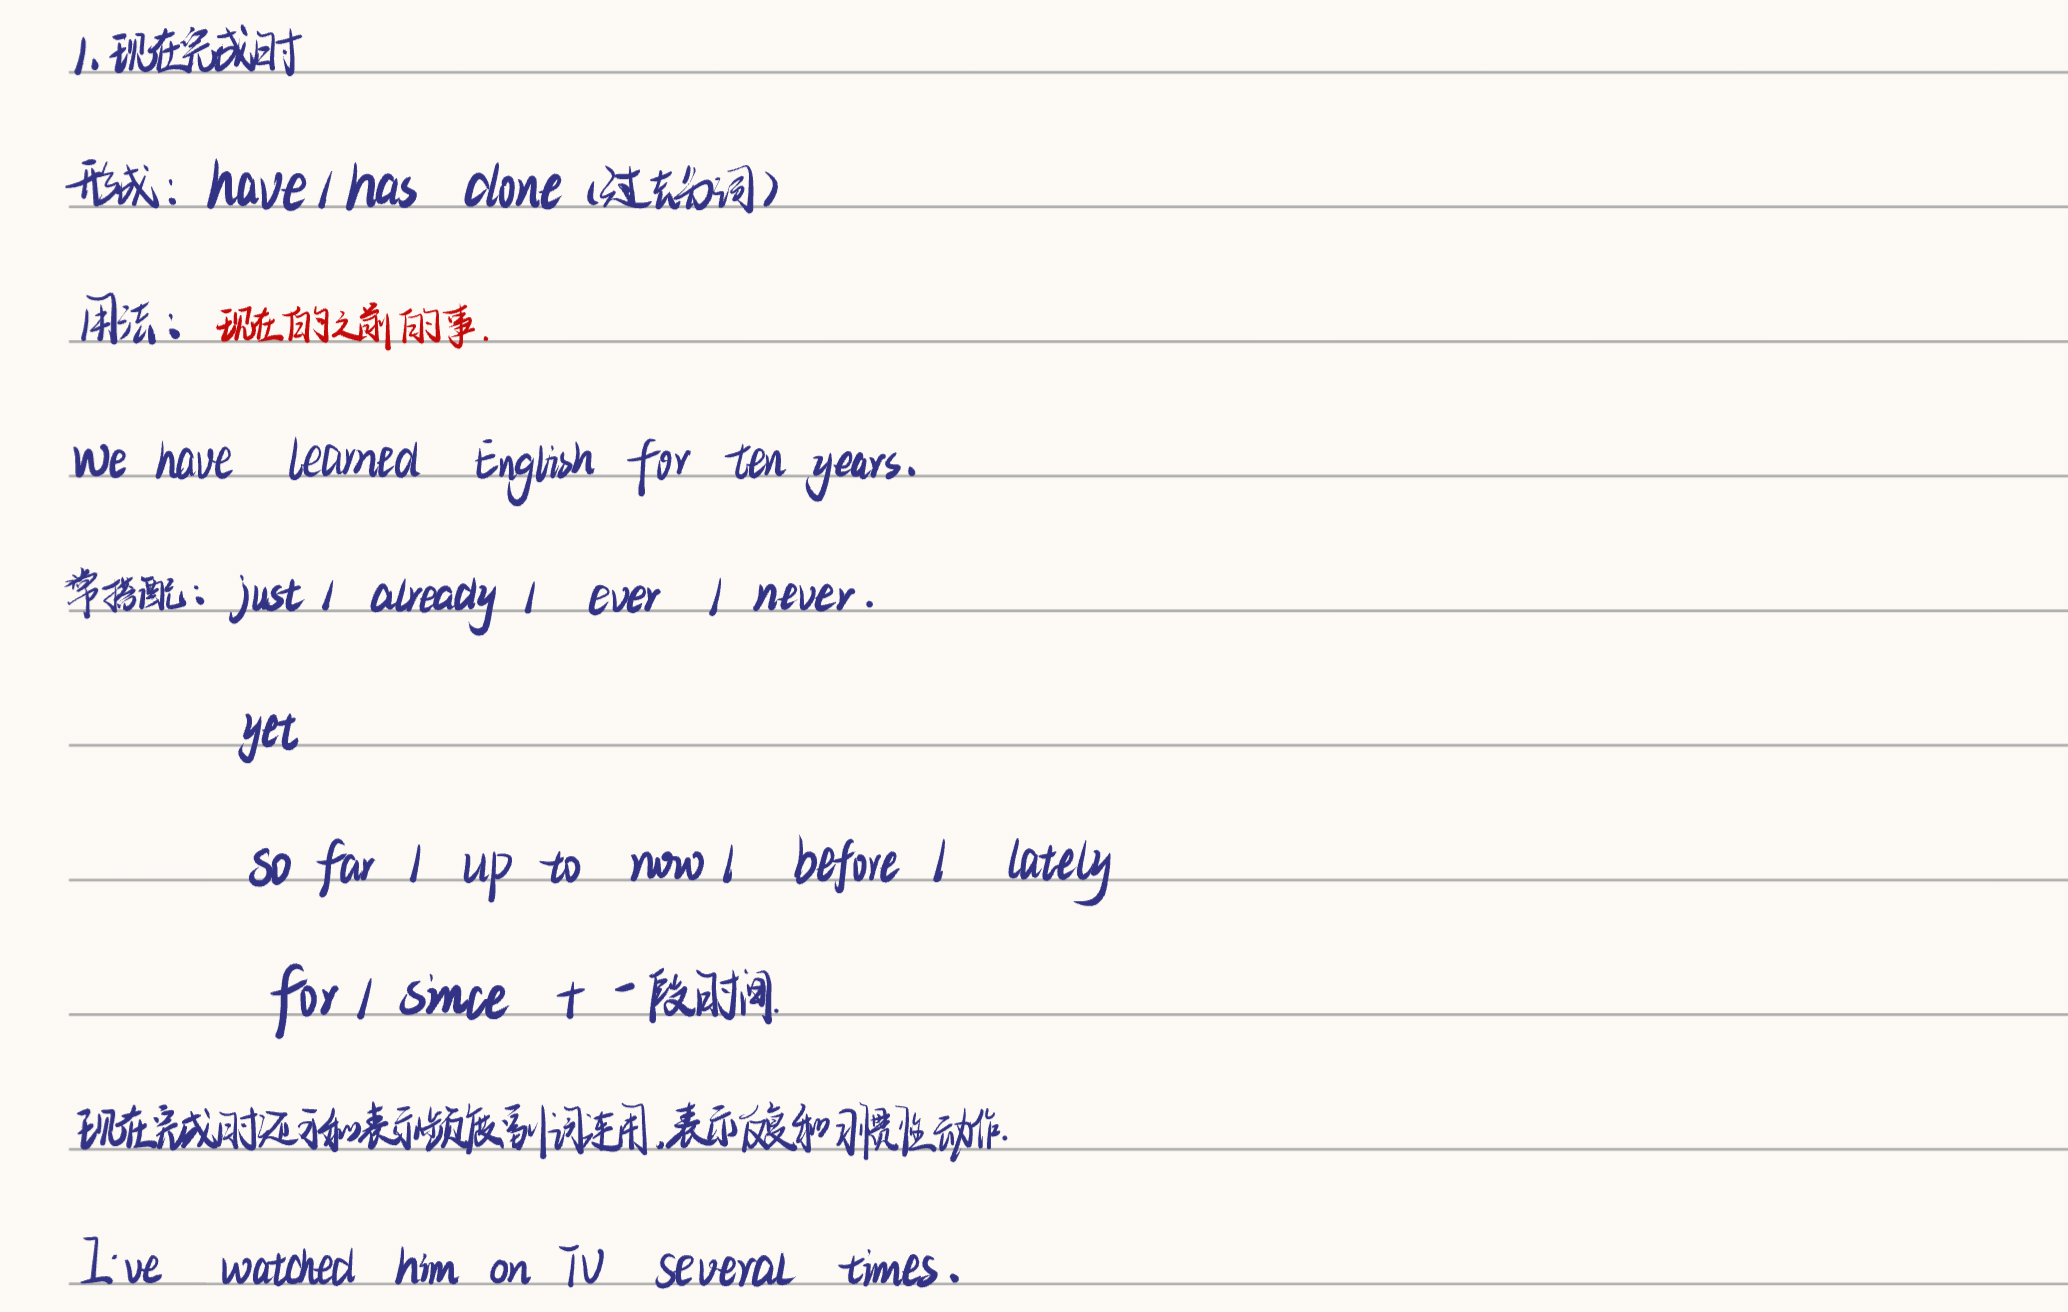 1. 现在完成时
形成: have / has done (过去分词)
用法: 现在的之前的事.
We have learned English for ten years.
常搭配: just / already / ever / never.
yet
so far / up to now / before / lately
for / since + 一段时间.
现在完成时还可和表示频度副词连用,表示反复和习惯性动作.
I've watched him on TV several times.